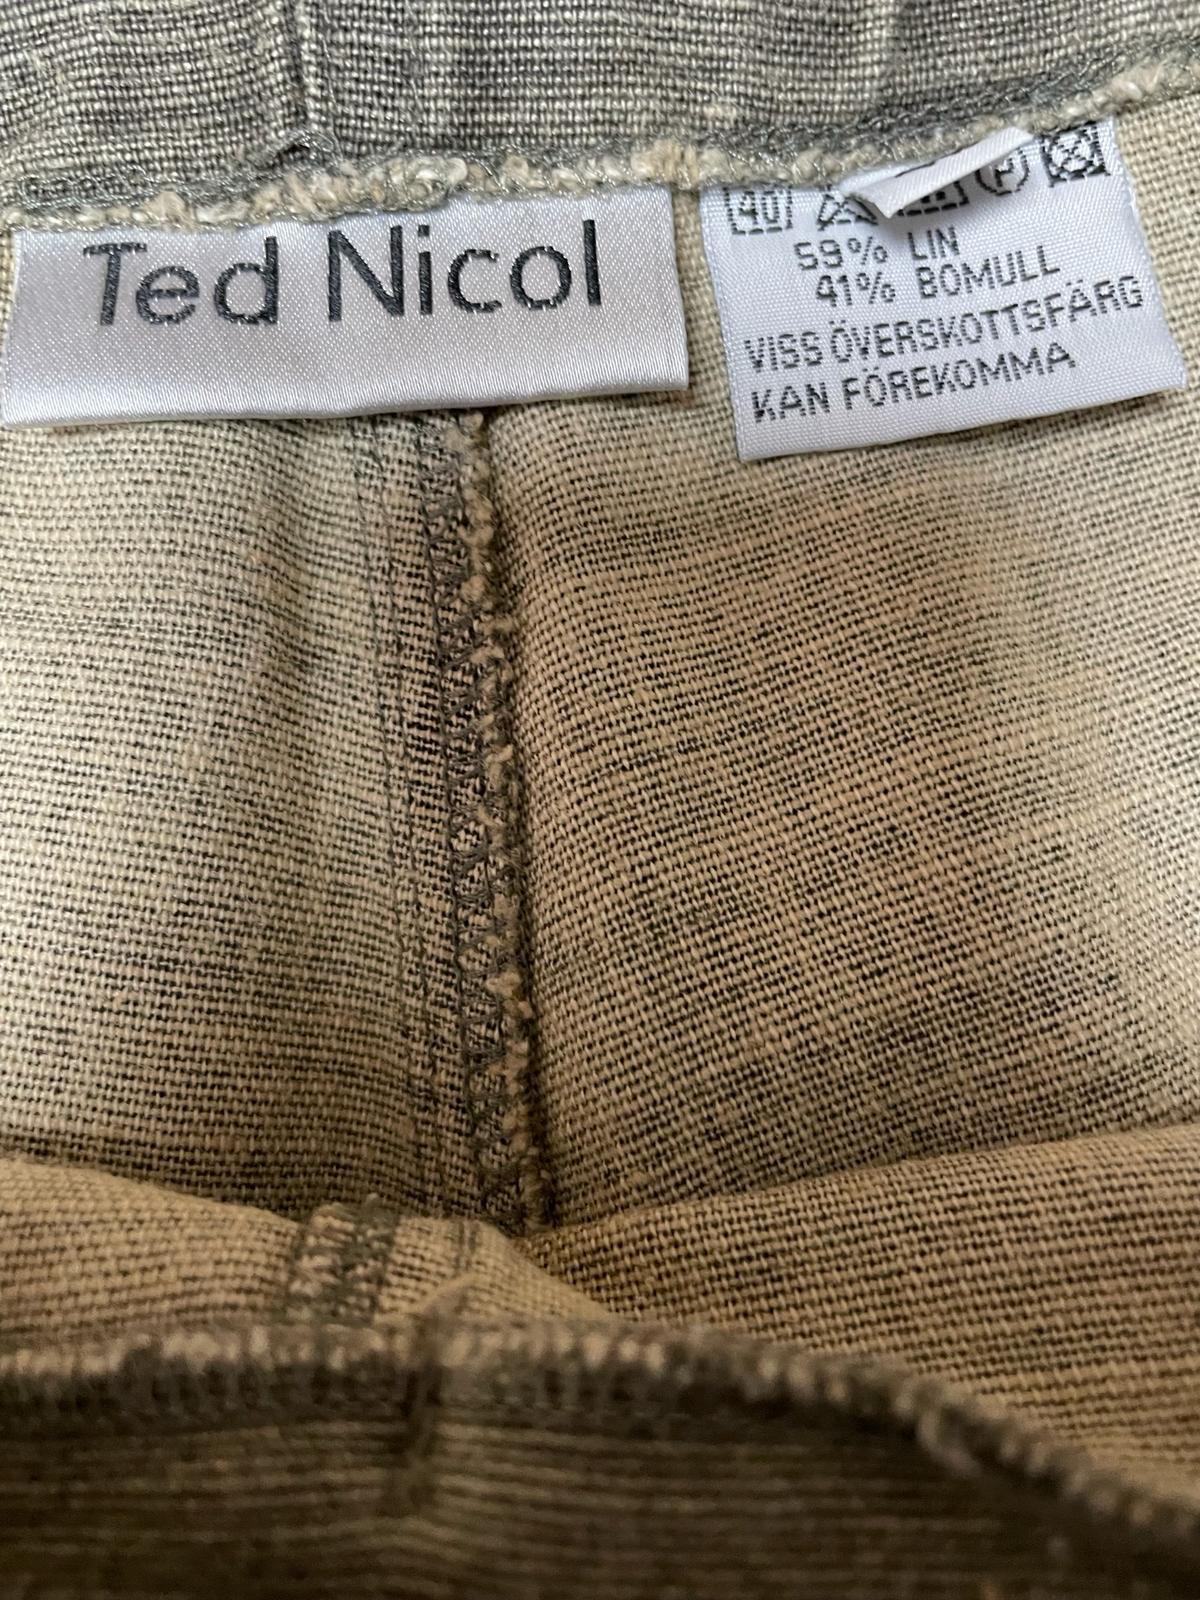 Ted Nicol
40 P
59% LIN
41% BOMULL
VISS ÖVERSKOTTSFÄRG
KAN FÖREKOMMA